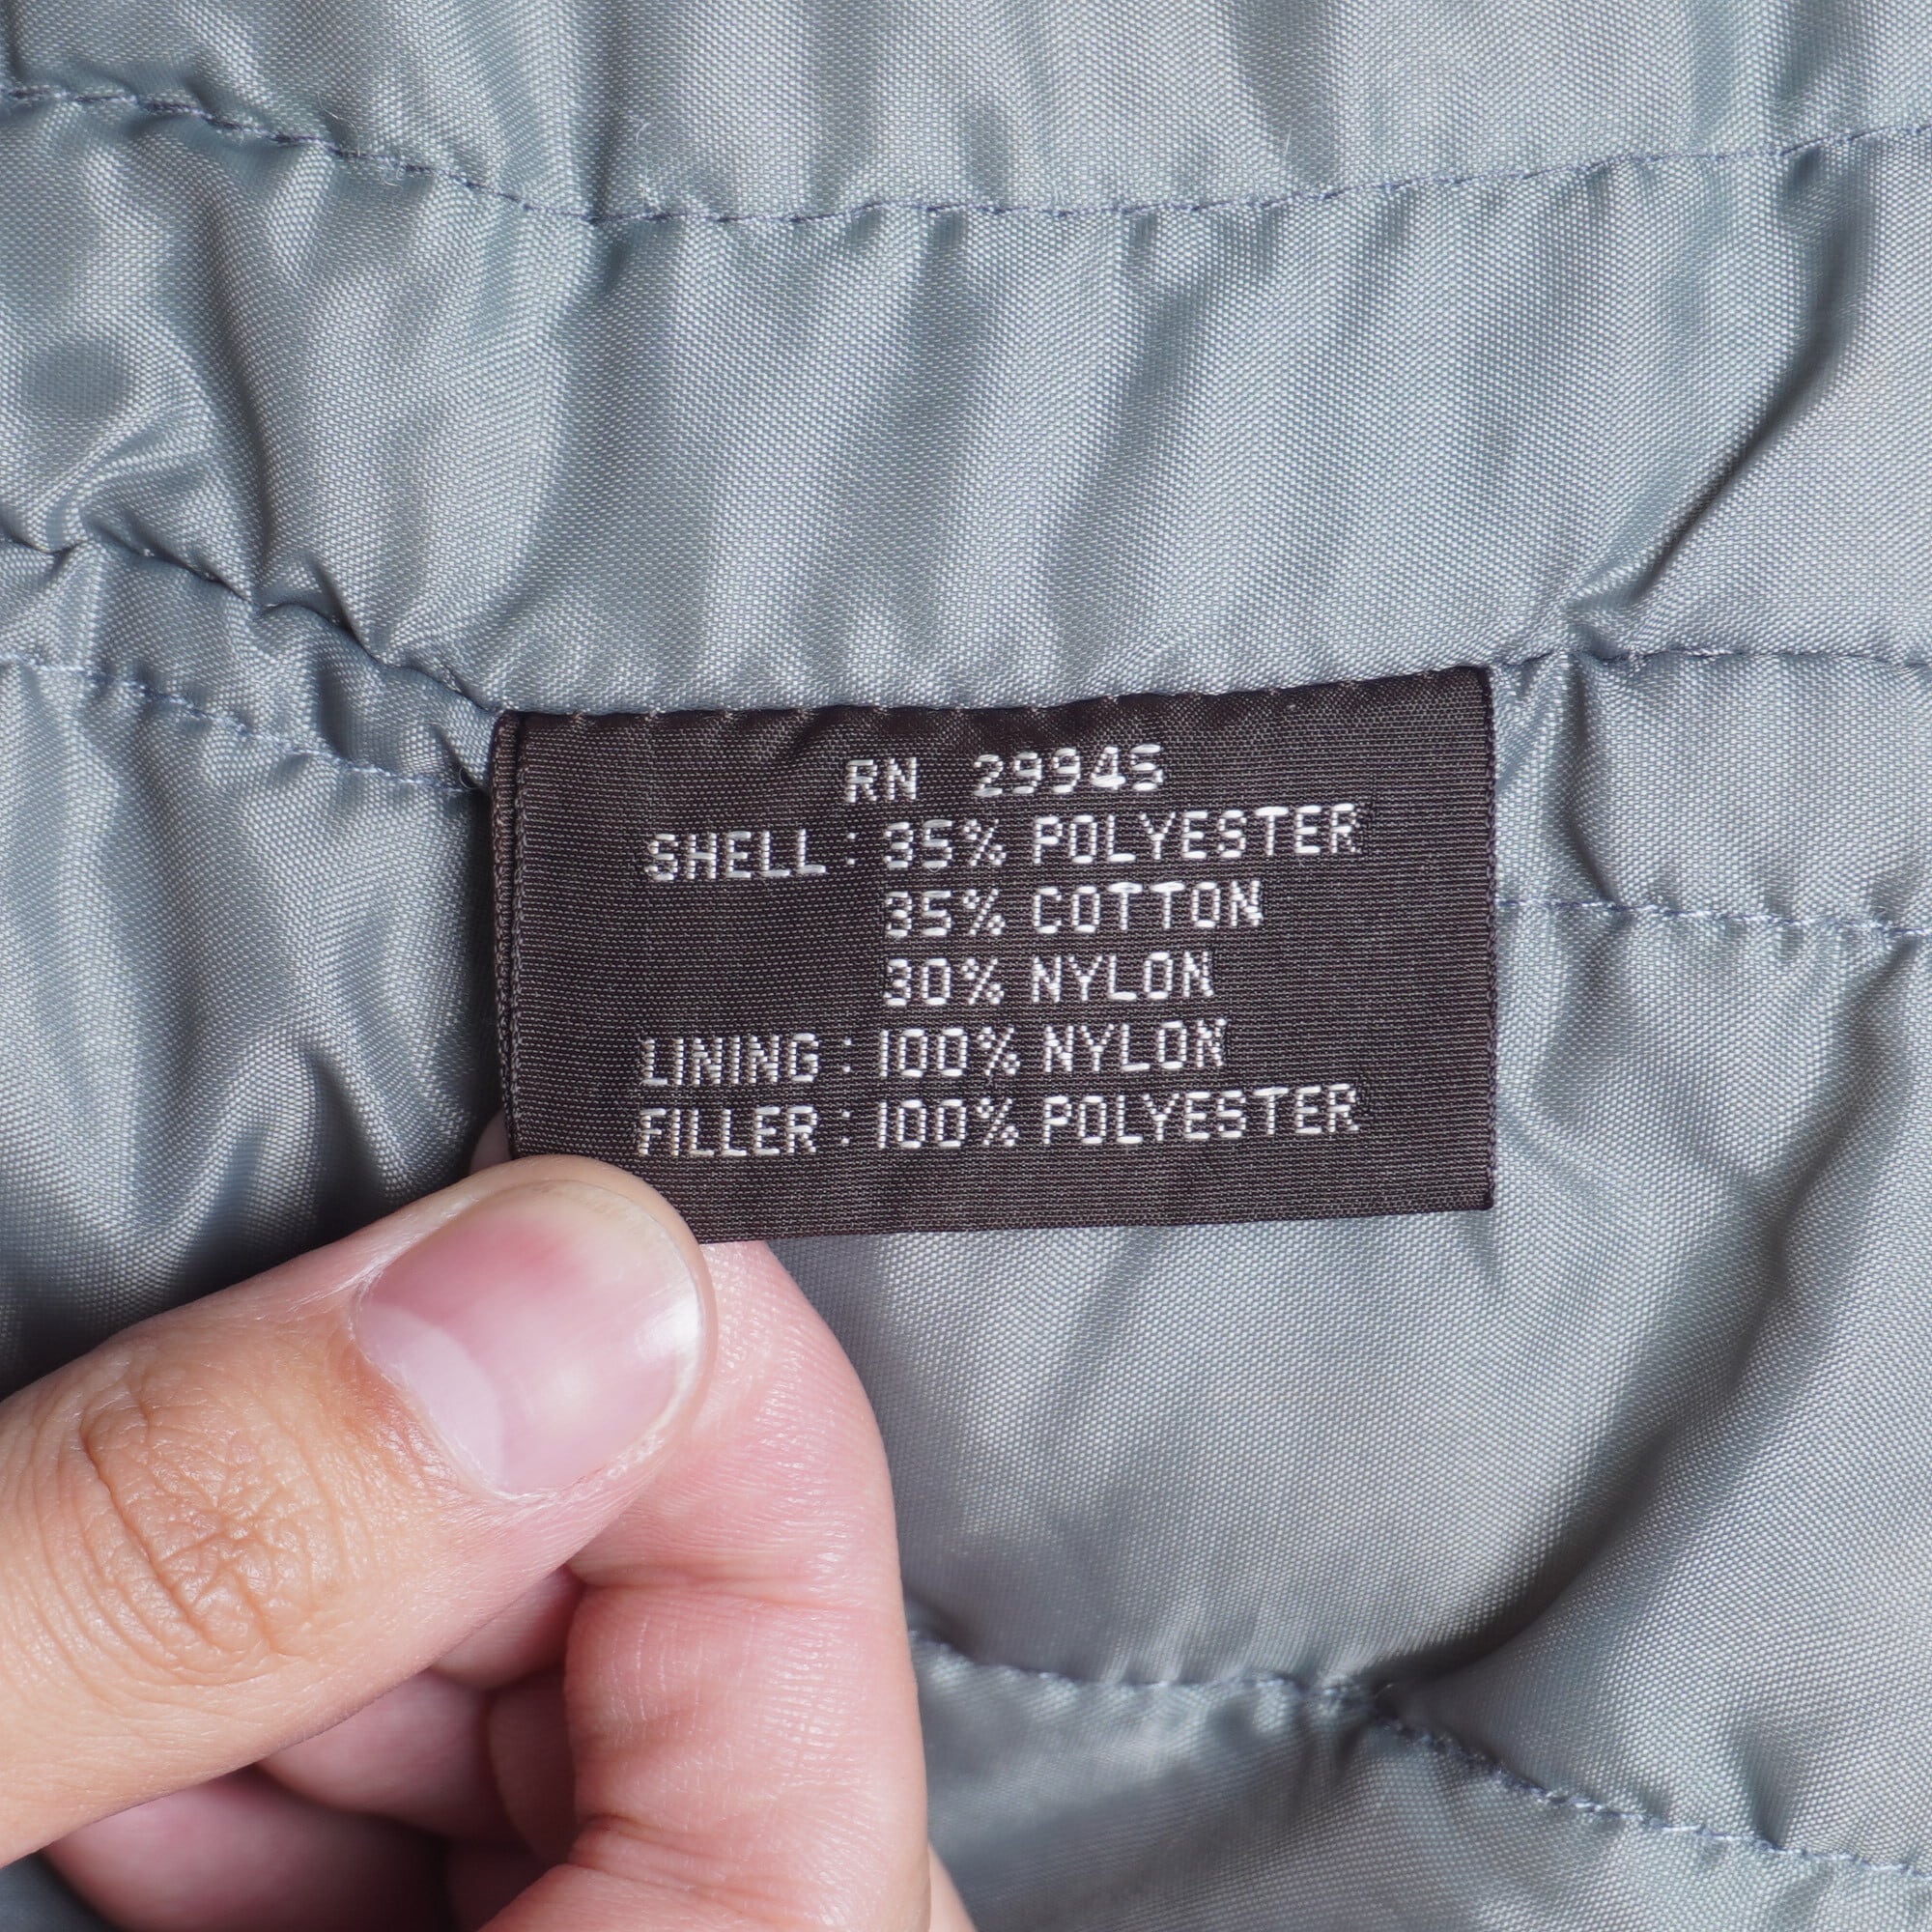 RN 29945
SHELL : 35% POLYESTER
35% COTTON
30% NYLON
LINING : 100% NYLON
FILLER : 100% POLYESTER